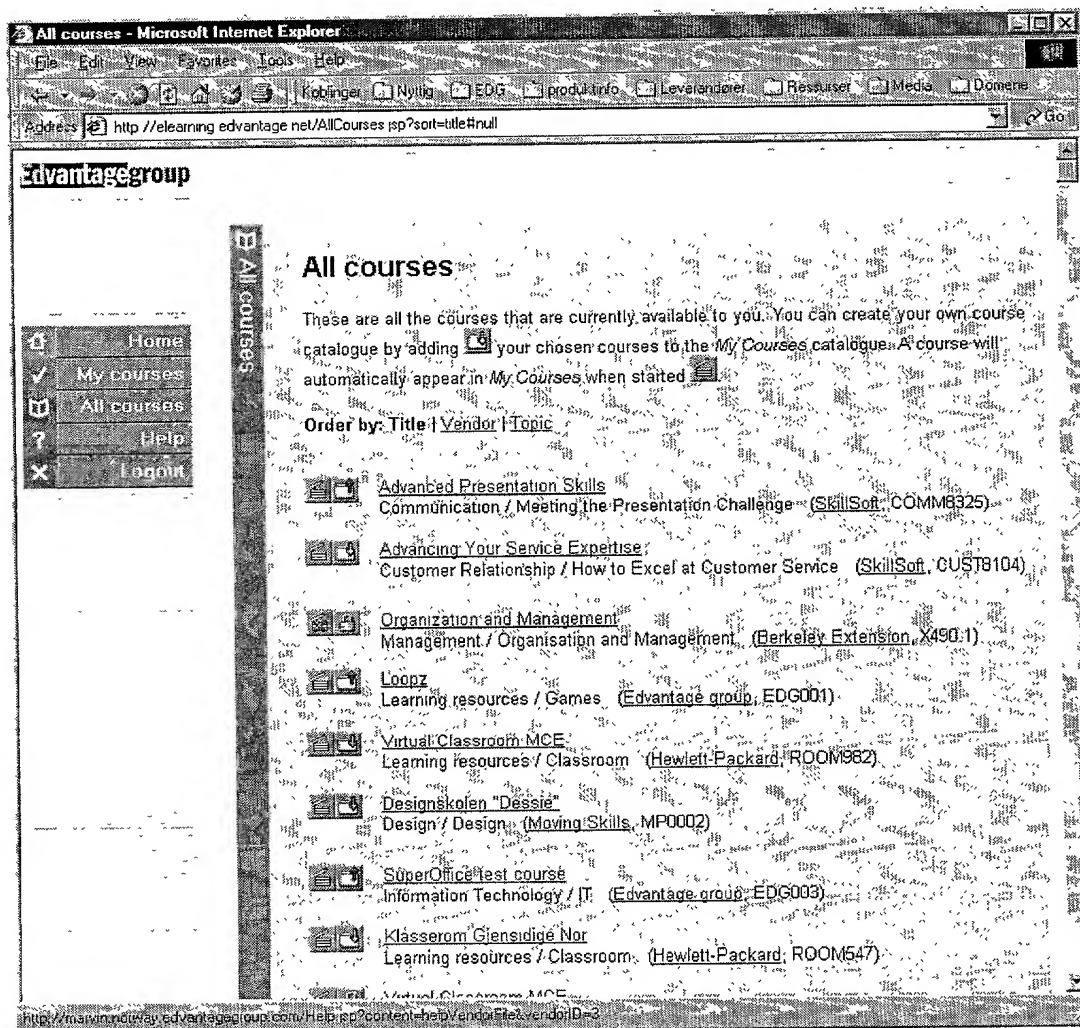 All courses - Microsoft Internet Explorer
File Edit View Favorites Tools Help
Koblinger Nyttig EDG produktinfo Leverandører Ressurser Media Domene
Address http //elearning edvantage net/AllCourses jsp?sort=title#null Go
Edvantagegroup
All courses
Home
My courses
All courses
Help
Logout
All courses
These are all the courses that are currently available to you. You can create your own course
catalogue by adding your chosen courses to the My Courses catalogue. A course will
automatically appear in My Courses when started
Order by: Title | Vendor | Topic
Advanced Presentation Skills
Communication / Meeting the Presentation Challenge (SkillSoft, COMM8325)
Advancing Your Service Expertise
Customer Relationship / How to Excel at Customer Service (SkillSoft, CUST8104)
Organization and Management
Management / Organisation and Management (Berkeley Extension, X490.1)
Loopz
Learning resources / Games (Edvantage group, EDG001)
Virtual Classroom MCE
Learning resources / Classroom (Hewlett-Packard, ROOM982)
Designskolen "Dessie"
Design / Design (Moving Skills, MP0002)
SuperOffice test course
Information Technology / IT (Edvantage group, EDG003)
Klasserom Gjensidige Nor
Learning resources / Classroom (Hewlett-Packard, ROOM547)
Virtual Classroom MCE
http://marvin.norway.edvantagegroup.com/Help.jsp?content=helpVendorFile&vendorID=3